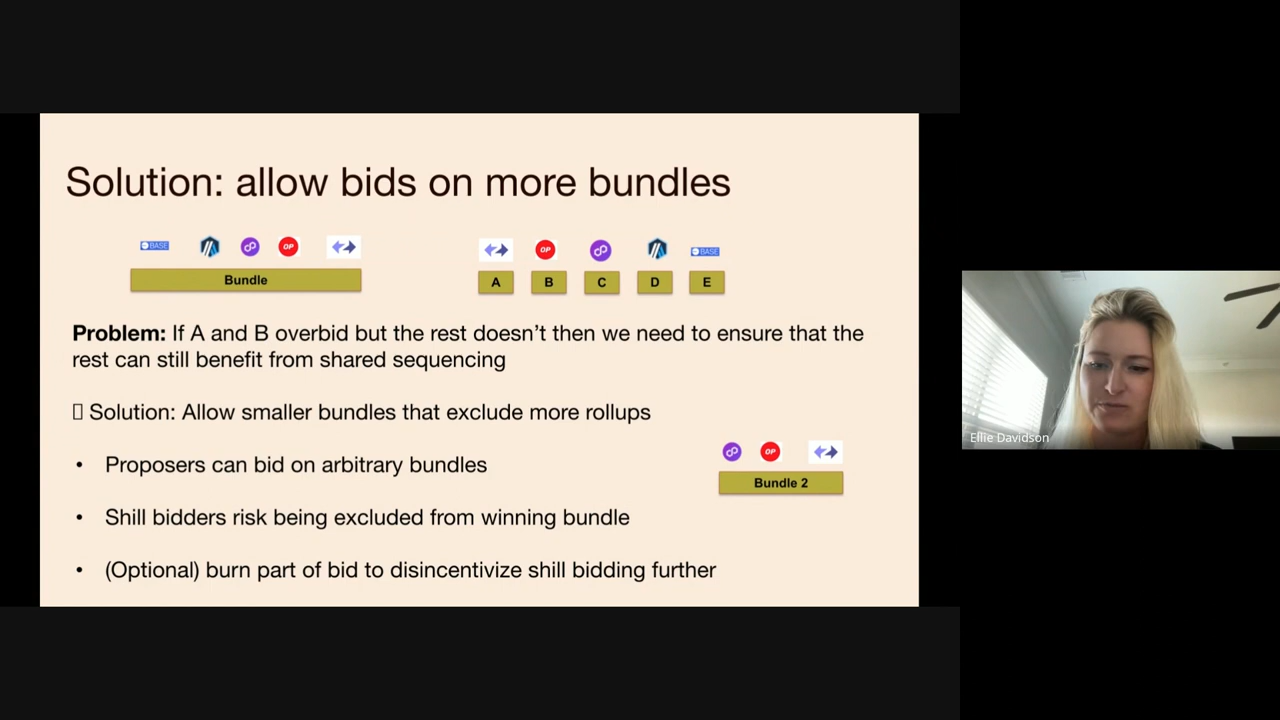 Solution: allow bids on more bundles
BASE
OP
Bundle
OP
BASE
A
B
C
D
E
Problem: If A and B overbid but the rest doesn’t then we need to ensure that the
rest can still benefit from shared sequencing
Solution: Allow smaller bundles that exclude more rollups
• Proposers can bid on arbitrary bundles
OP
Bundle 2
• Shill bidders risk being excluded from winning bundle
• (Optional) burn part of bid to disincentivize shill bidding further
Ellie Davidson